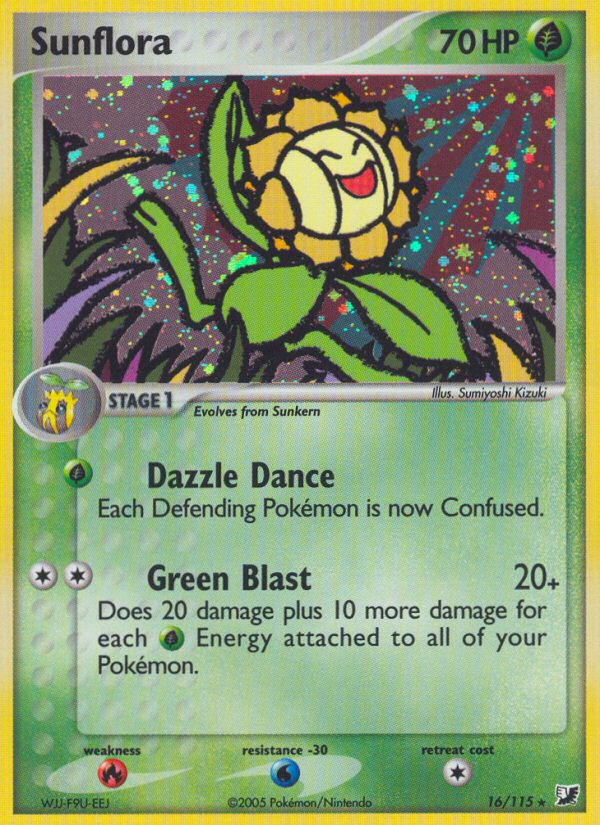 Sunflora 70 HP
Illus. Sumiyoshi Kizuki
STAGE 1
Evolves from Sunkern
Dazzle Dance
Each Defending Pokémon is now Confused.
Green Blast 20+
Does 20 damage plus 10 more damage for
each Energy attached to all of your
Pokémon.
weakness resistance -30 retreat cost
WJJ-F9U-EEJ ©2005 Pokémon/Nintendo 16/115 ★